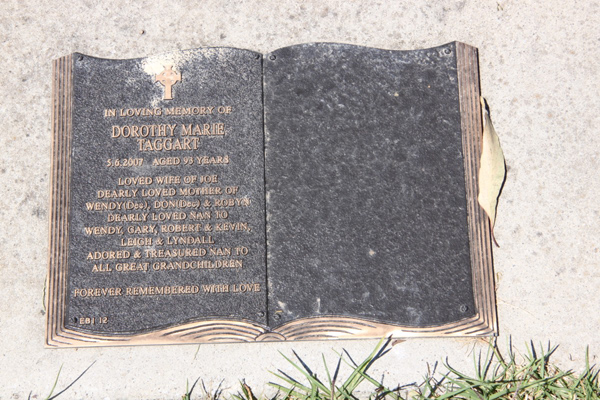 IN LOVING MEMORY OF
DOROTHY MARIE
TAGGART
5.6.2007 AGED 93 YEARS
LOVED WIFE OF JOE
DEARLY LOVED MOTHER OF
WENDY(Dec), DON(Dec) & ROBYN
DEARLY LOVED NAN TO
WENDY, GARY, ROBERT & KEVIN,
LEIGH & LYNDALL
ADORED & TREASURED NAN TO
ALL GREAT GRANDCHILDREN
FOREVER REMEMBERED WITH LOVE
EB1 12